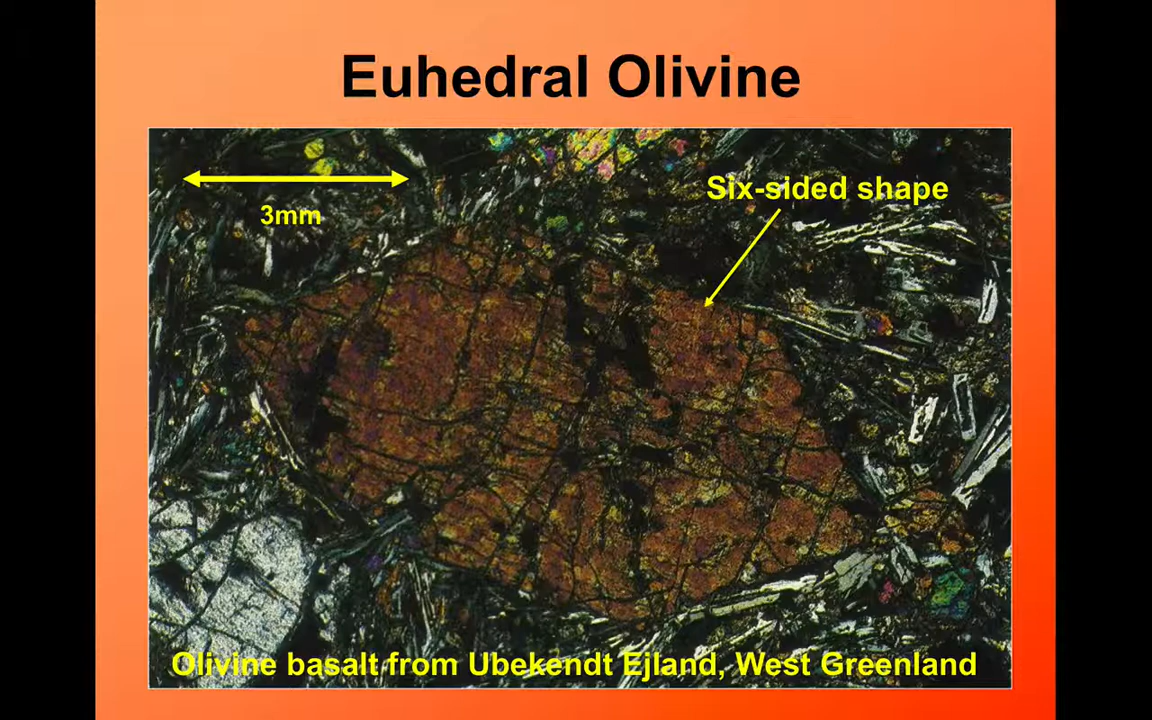 Euhedral Olivine
Six-sided shape
3mm
Olivine basalt from Ubekendt Ejland, West Greenland